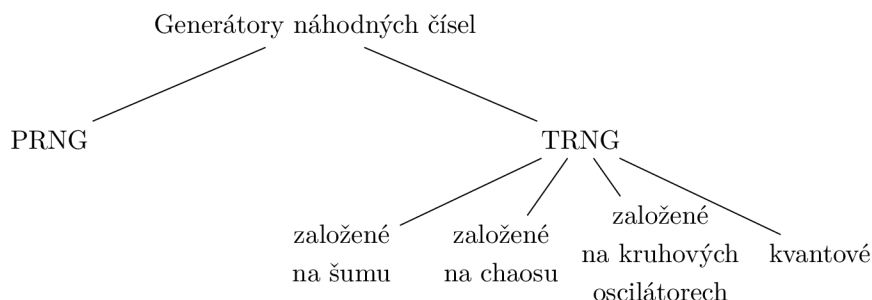 Generátory náhodných čísel
PRNG
TRNG
založené
na šumu
založené
na chaosu
založené
na kruhových
oscilátorech
kvantové